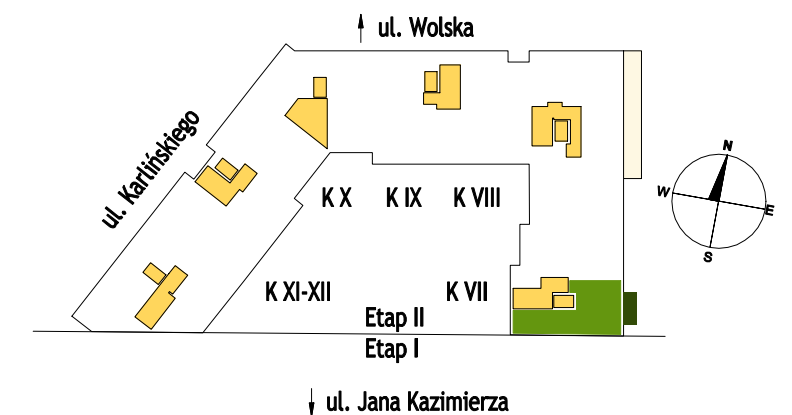 ul. Wolska
ul. Karlińskiego
N
W
E
S
K X
K IX
K VIII
K XI-XII
K VII
Etap II
Etap I
ul. Jana Kazimierza